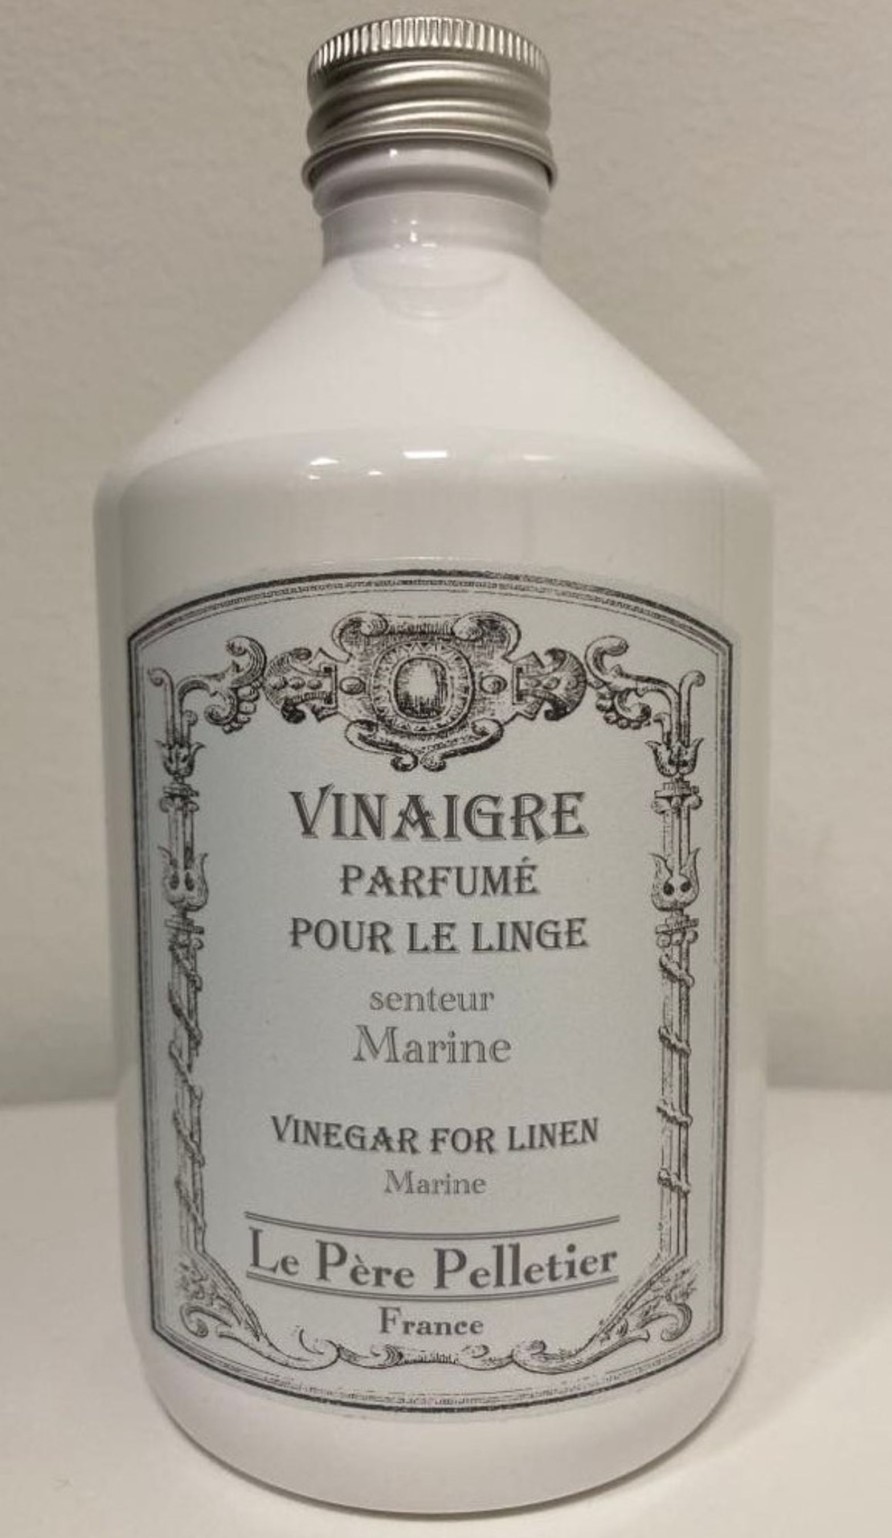 VINAIGRE
PARFUMÉ
POUR LE LINGE
senteur
Marine
VINEGAR FOR LINEN
Marine
Le Père Pelletier
France